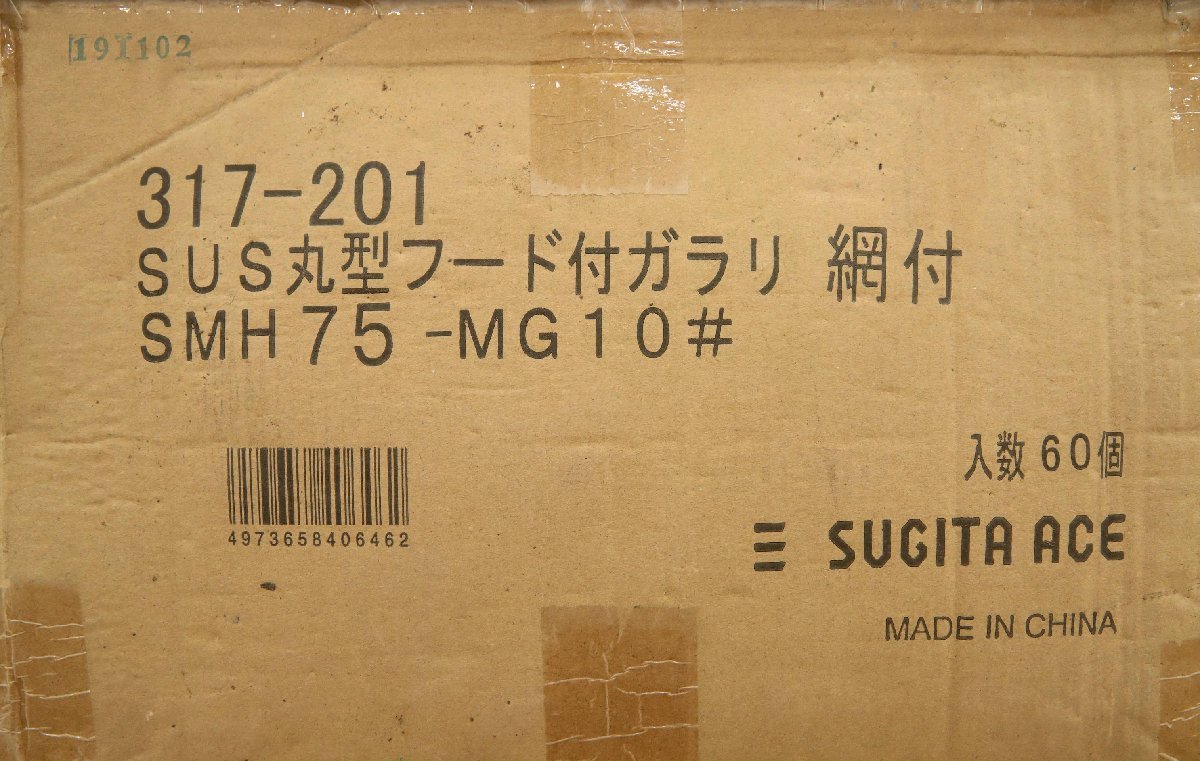 191102
317-201
SUS丸型フード付ガラリ 網付
SMH75-MG10#
4973658406462
入数60個
SUGITA ACE
MADE IN CHINA